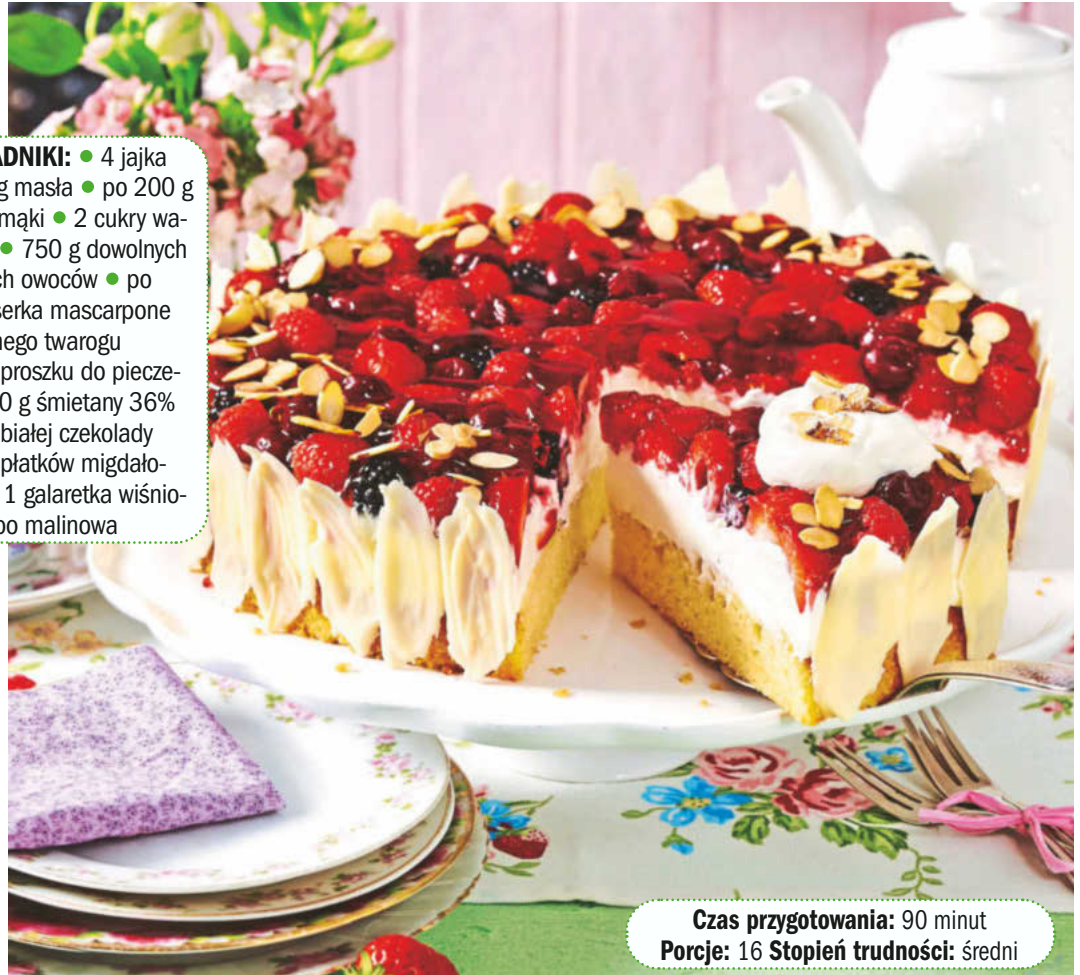 ADNIKI: • 4 jajka
g masła • po 200 g
mąki • 2 cukry wa-
• 750 g dowolnych
ch owoców • po
serka mascarpone
nego twarogu
proszku do piecze-
0 g śmietany 36%
białej czekolady
płatków migdało-
1 galaretka wiśnio-
bo malinowa
Czas przygotowania: 90 minut
Porcje: 16 Stopień trudności: średni